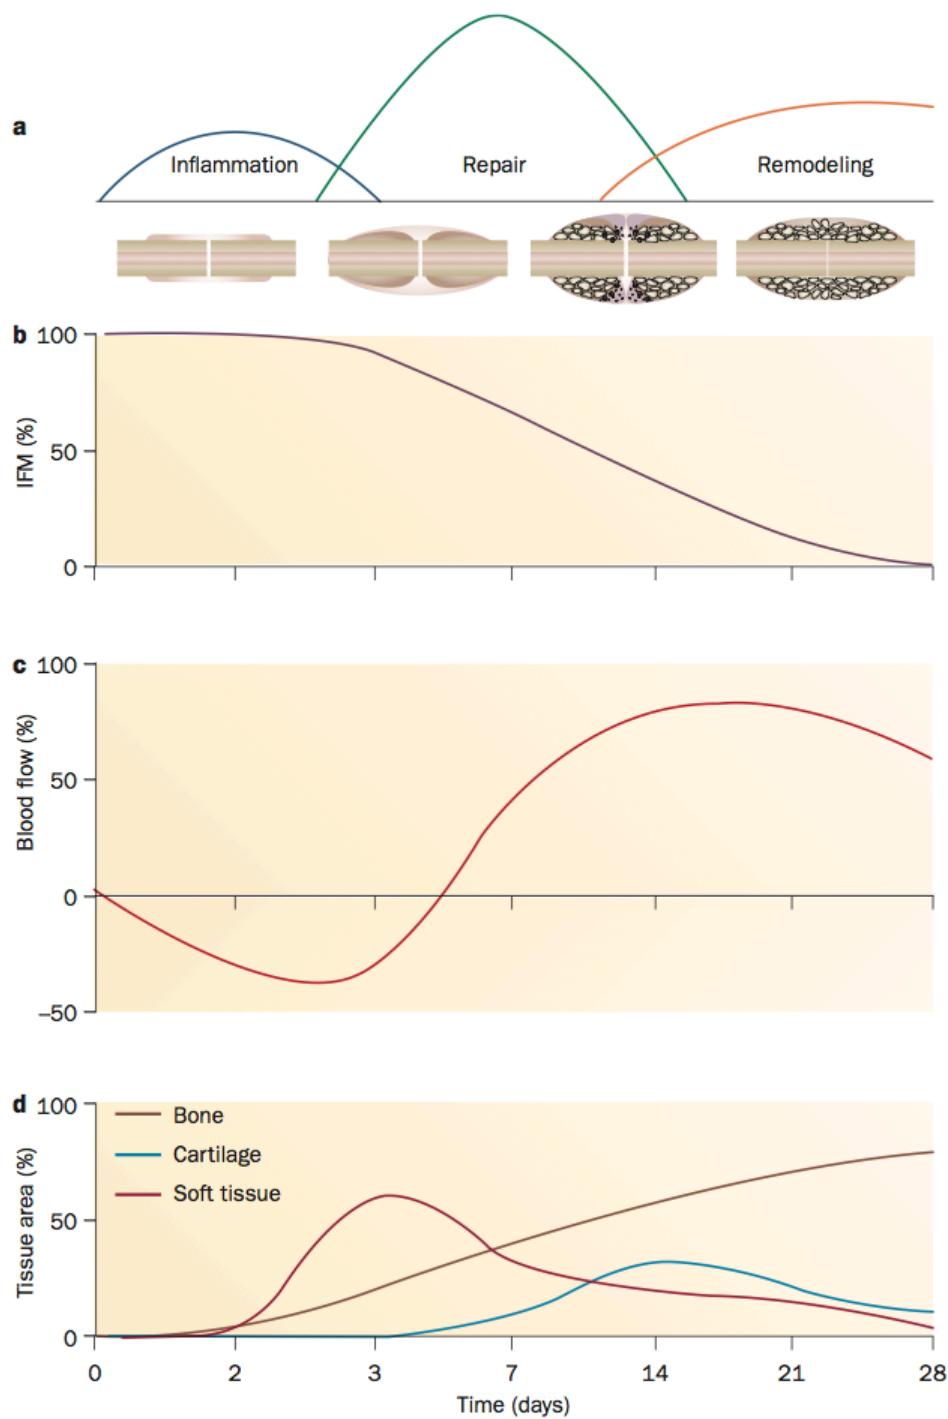 a
Inflammation
Repair
Remodeling
b
100
50
0
IFM (%)
c
100
50
0
–50
Blood flow (%)
d
100
50
0
Tissue area (%)
Bone
Cartilage
Soft tissue
0 2 3 7 14 21 28
Time (days)